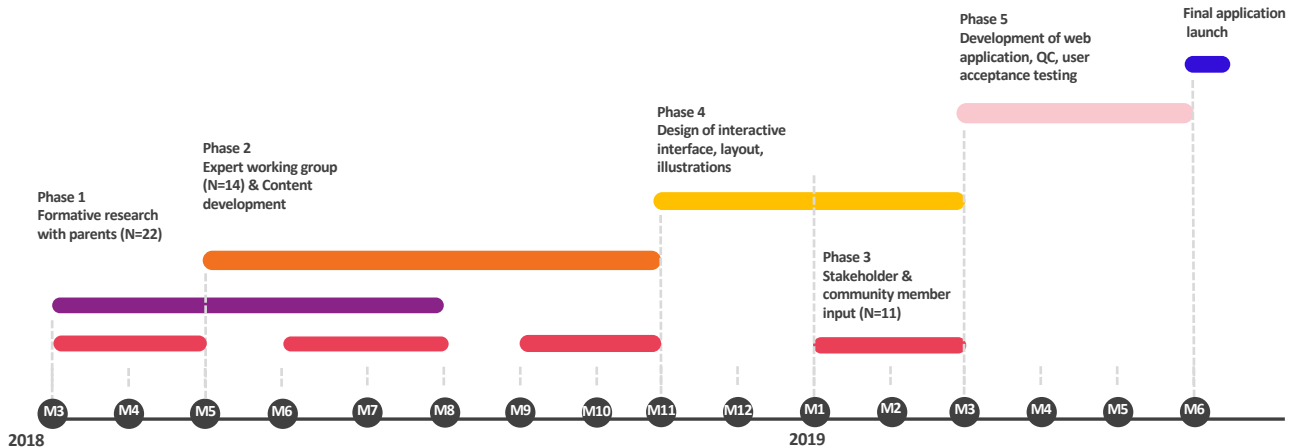 Phase 1
Formative research
with parents (N=22)
Phase 2
Expert working group
(N=14) & Content
development
Phase 4
Design of interactive
interface, layout,
illustrations
Phase 3
Stakeholder &
community member
input (N=11)
Phase 5
Development of web
application, QC, user
acceptance testing
Final application
launch
M3
M4
M5
M6
M7
M8
M9
M10
M11
M12
M1
M2
M3
M4
M5
M6
2018
2019